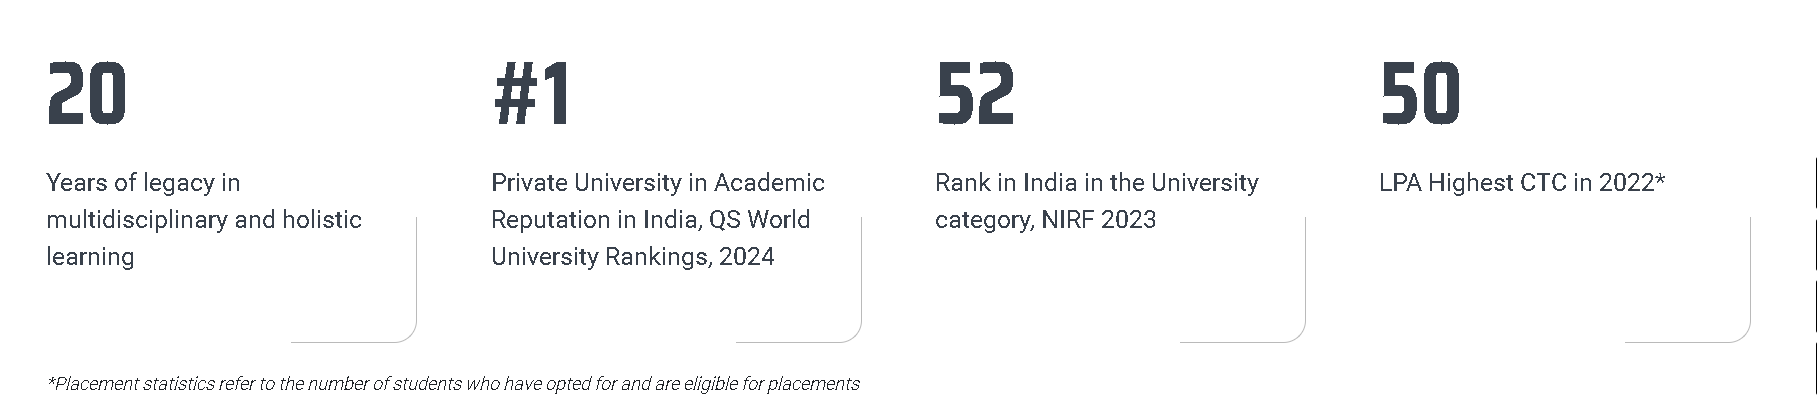 20
Years of legacy in
multidisciplinary and holistic
learning
#1
Private University in Academic
Reputation in India, QS World
University Rankings, 2024
52
Rank in India in the University
category, NIRF 2023
50
LPA Highest CTC in 2022*
*Placement statistics refer to the number of students who have opted for and are eligible for placements